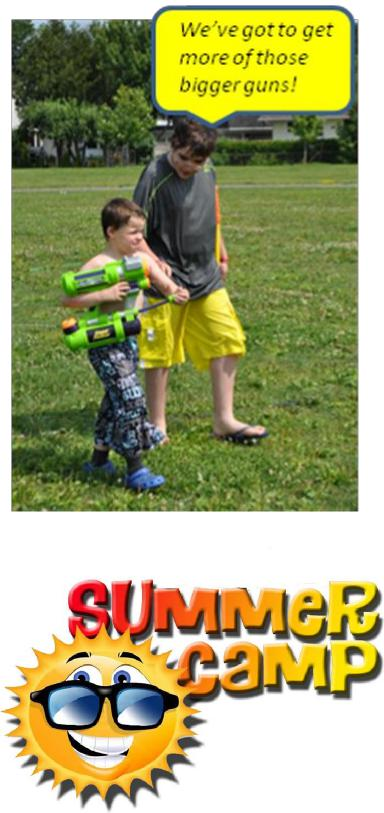 We've got to get
more of those
bigger guns!
SUMMER
CAMP